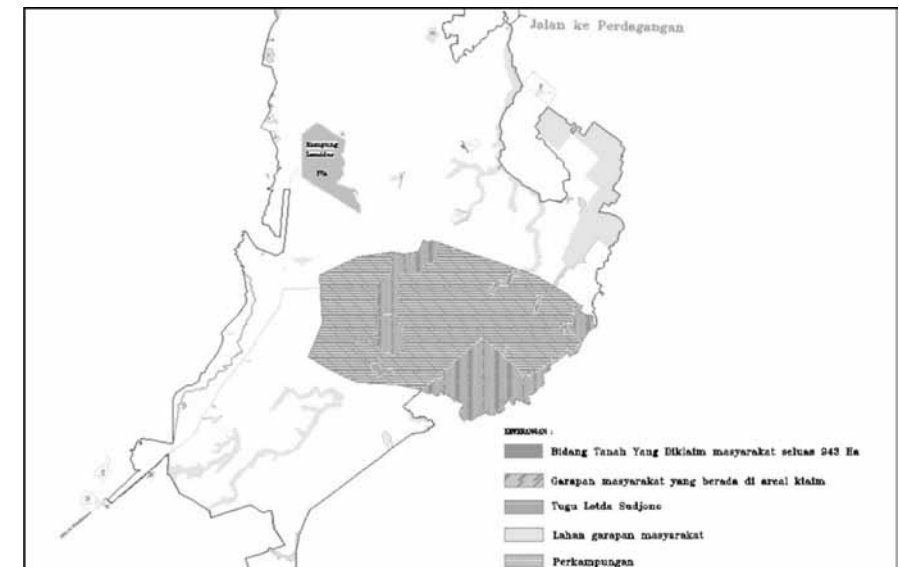 Jalan ke Perdagangan
Kampung
KETERANGAN :
Bidang Tanah Yang Diklaim masyarakat seluas 943 Ha
Garapan masyarakat yang berada di areal klaim
Tugu Letda Sudjono
Lahan garapan masyarakat
Perkampungan